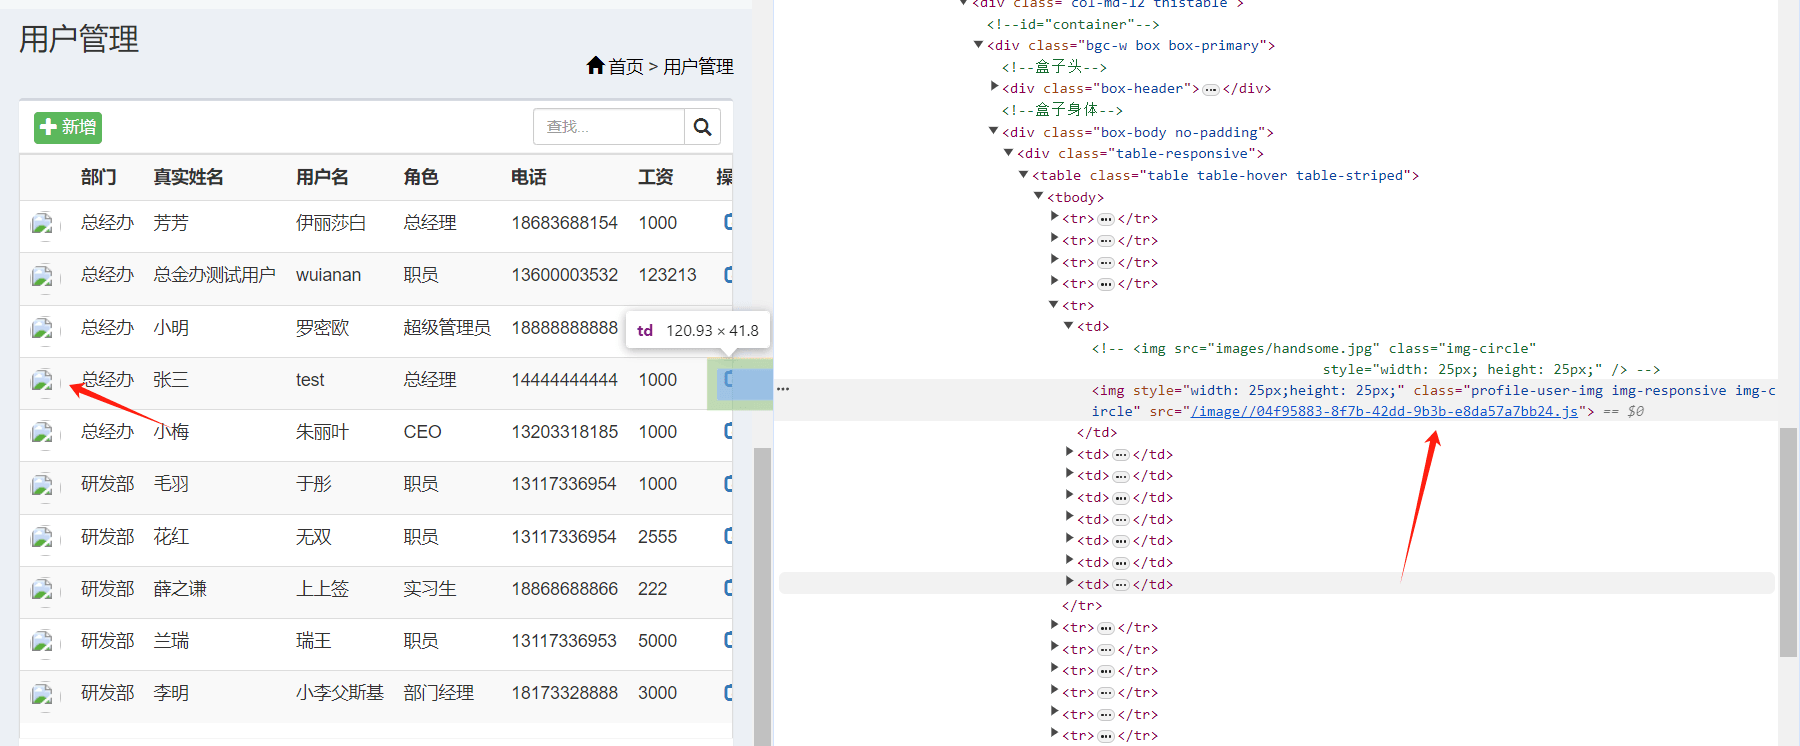 用户管理
首页 > 用户管理
新增
查找...
部门 真实姓名 用户名 角色 电话 工资
总经办 芳芳 伊丽莎白 总经理 18683688154 1000
总经办 总金办测试用户 wuianan 职员 13600003532 123213
总经办 小明 罗密欧 超级管理员 18888888888
td 120.93 × 41.8
总经办 张三 test 总经理 14444444444 1000
总经办 小梅 朱丽叶 CEO 13203318185 1000
研发部 毛羽 于彤 职员 13117336954 1000
研发部 花红 无双 职员 13117336954 2555
研发部 薛之谦 上上签 实习生 18868688866 222
研发部 兰瑞 瑞王 职员 13117336953 5000
研发部 李明 小李父斯基 部门经理 18173328888 3000
<div class="col-md-12 thistable">
<!--id="container"-->
<div class="bgc-w box box-primary">
<!--盒子头-->
<div class="box-header">…</div>
<!--盒子身体-->
<div class="box-body no-padding">
<div class="table-responsive">
<table class="table table-hover table-striped">
<tbody>
<tr>…</tr>
<tr>…</tr>
<tr>…</tr>
<tr>…</tr>
<tr>
<td>
<!-- <img src="images/handsome.jpg" class="img-circle"
style="width: 25px; height: 25px;" /> -->
<img style="width: 25px;height: 25px;" class="profile-user-img img-responsive img-c
ircle" src="/image//04f95883-8f7b-42dd-9b3b-e8da57a7bb24.js"> == $0
</td>
<td>…</td>
<td>…</td>
<td>…</td>
<td>…</td>
<td>…</td>
<td>…</td>
<td>…</td>
</tr>
<tr>…</tr>
<tr>…</tr>
<tr>…</tr>
<tr>…</tr>
<tr>…</tr>
<tr>…</tr>